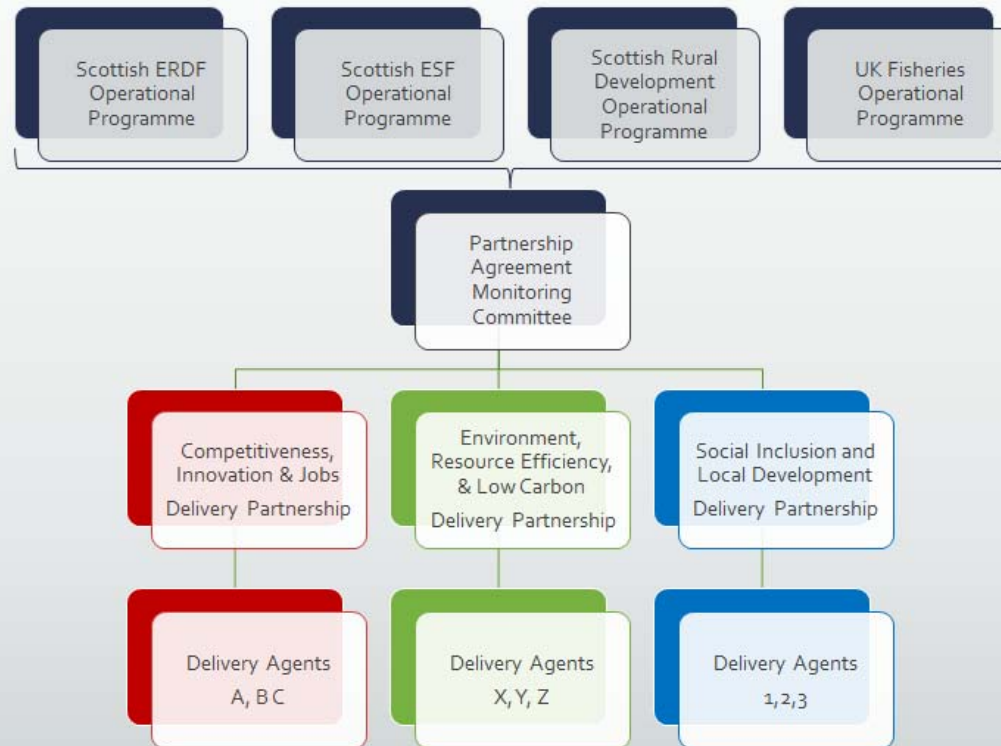 Scottish ERDF
Operational
Programme
Scottish ESF
Operational
Programme
Scottish Rural
Development
Operational
Programme
UK Fisheries
Operational
Programme
Partnership
Agreement
Monitoring
Committee
Competitiveness,
Innovation & Jobs
Delivery Partnership
Environment,
Resource Efficiency,
& Low Carbon
Delivery Partnership
Social Inclusion and
Local Development
Delivery Partnership
Delivery Agents
A, B C
Delivery Agents
X, Y, Z
Delivery Agents
1,2,3